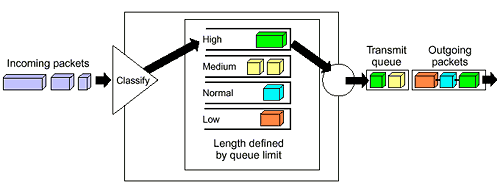 Incoming packets
Classify
High
Medium
Normal
Low
Length defined
by queue limit
Transmit
queue
Outgoing
packets